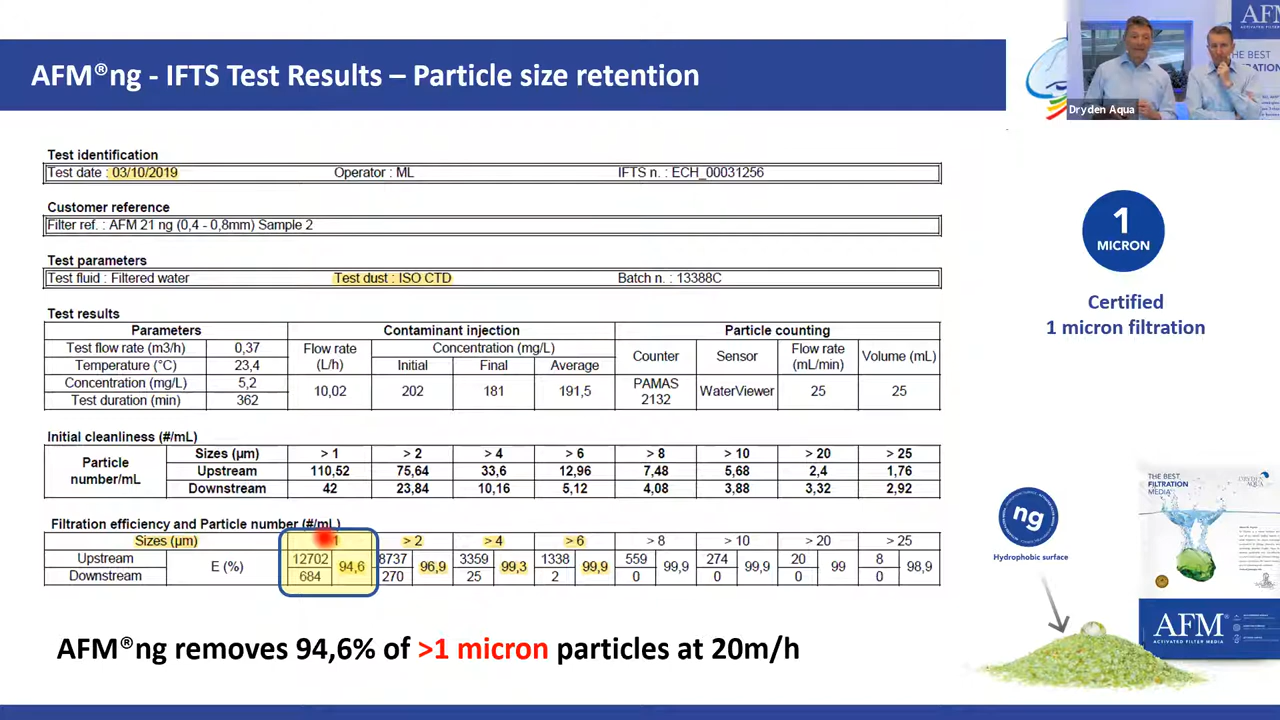 AFM®ng - IFTS Test Results – Particle size retention
AFM
ACTIVATED FILTER
THE BEST
FILTRATION
Dryden Aqua
Test identification
Test date : 03/10/2019 Operator : ML IFTS n. : ECH_00031256
Customer reference
Filter ref. : AFM 21 ng (0,4 - 0,8mm) Sample 2
Test parameters
Test fluid : Filtered water Test dust : ISO CTD Batch n. : 13388C
Test results
Parameters Contaminant injection Particle counting
Test flow rate (m3/h) 0,37 Flow rate (L/h) Concentration (mg/L) Counter Sensor Flow rate (mL/min) Volume (mL)
Temperature (°C) 23,4 Initial Final Average
Concentration (mg/L) 5,2 10,02 202 181 191,5 PAMAS 2132 WaterViewer 25 25
Test duration (min) 362
Initial cleanliness (#/mL)
Particle number/mL Sizes (µm) > 1 > 2 > 4 > 6 > 8 > 10 > 20 > 25
Upstream 110,52 75,64 33,6 12,96 7,48 5,68 2,4 1,76
Downstream 42 23,84 10,16 5,12 4,08 3,88 3,32 2,92
Filtration efficiency and Particle number (#/mL)
Sizes (µm) 1 > 2 > 4 > 6 > 8 > 10 > 20 > 25
Upstream E (%) 12702 94,6 8737 96,9 3359 99,3 1338 99,9 559 99,9 274 99,9 20 99 8 98,9
Downstream 684 270 25 2 0 0 0 0
AFM®ng removes 94,6% of >1 micron particles at 20m/h
1
MICRON
Certified
1 micron filtration
ng
Hydrophobic surface
THE BEST
FILTRATION
MEDIA
DRYDEN
AQUA
AFM
ACTIVATED FILTER MEDIA